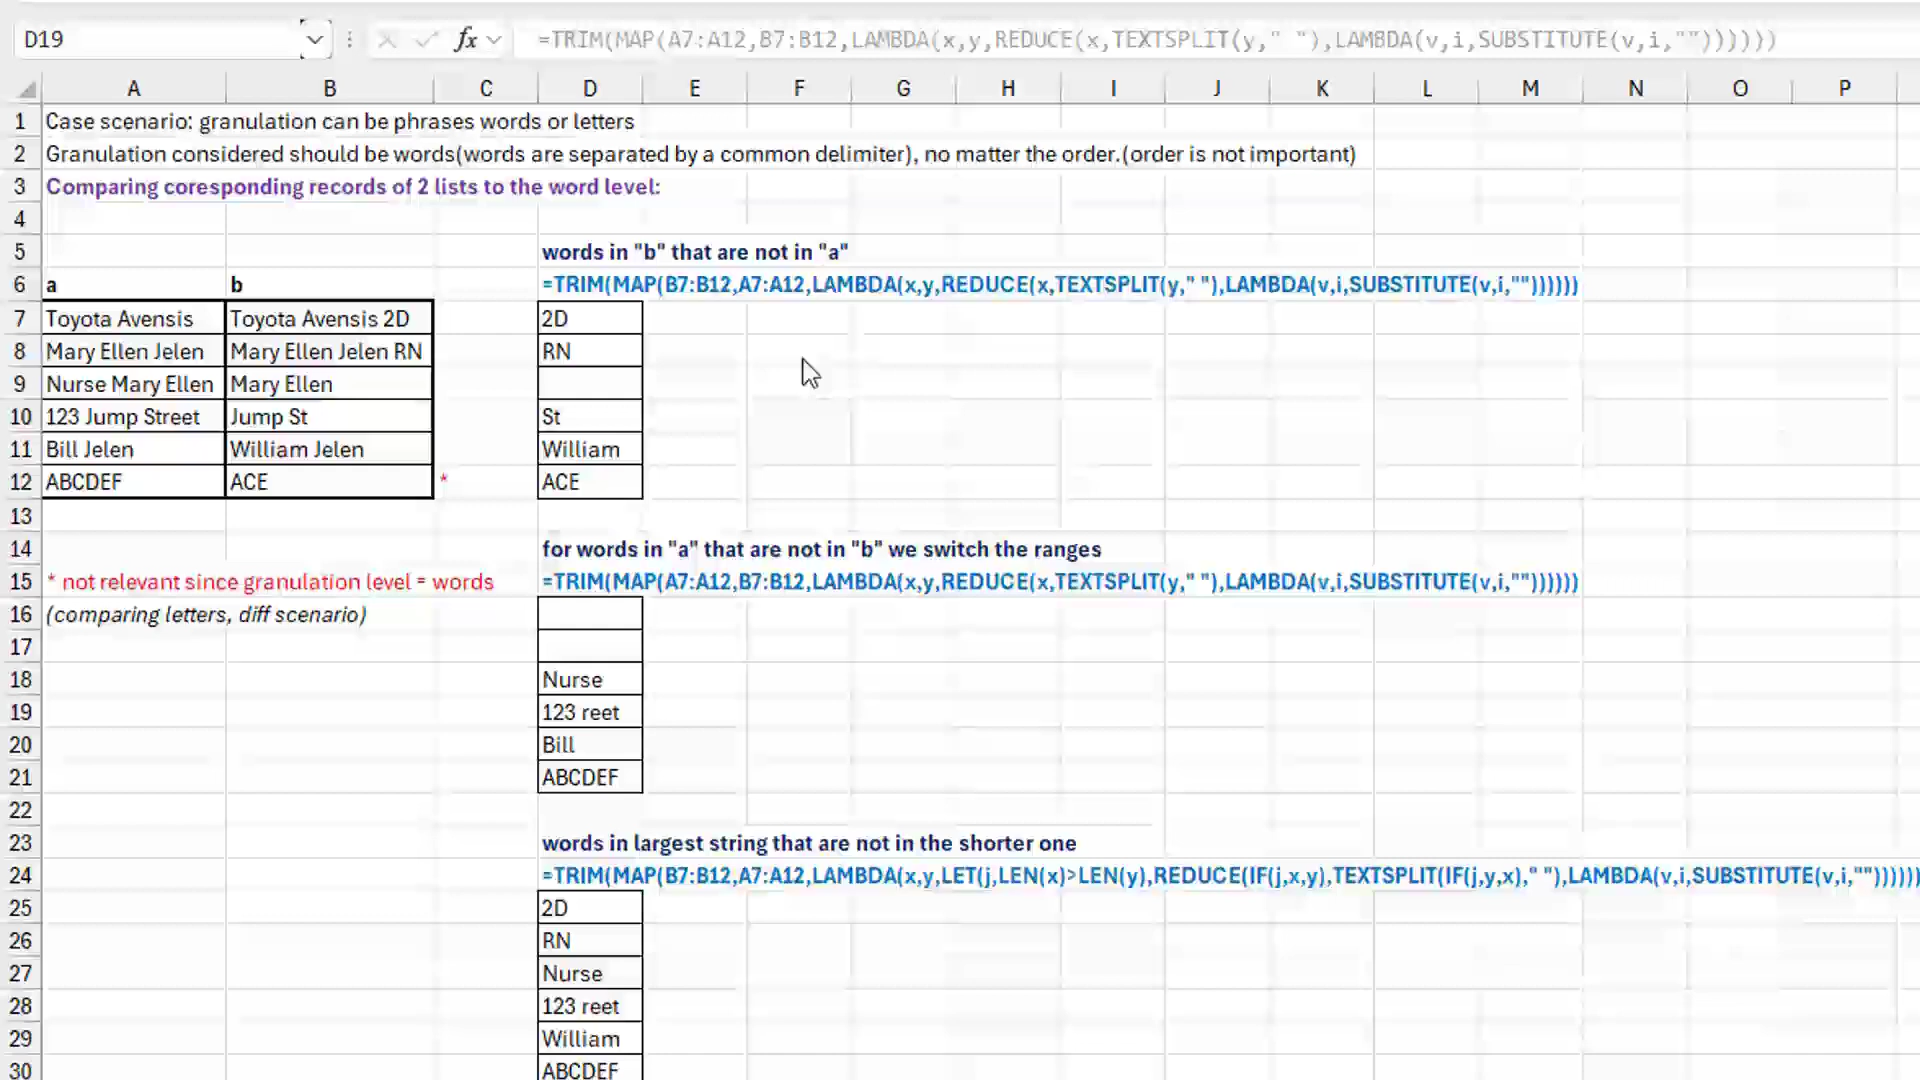 D19
fx
=TRIM(MAP(A7:A12,B7:B12,LAMBDA(x,y,REDUCE(x,TEXTSPLIT(y," "),LAMBDA(v,i,SUBSTITUTE(v,i,""))))))
A B C D E F G H I J K L M N O P
1 Case scenario: granulation can be phrases words or letters
2 Granulation considered should be words(words are separated by a common delimiter), no matter the order.(order is not important)
3 Comparing coresponding records of 2 lists to the word level:
4
5 words in "b" that are not in "a"
6 a b =TRIM(MAP(B7:B12,A7:A12,LAMBDA(x,y,REDUCE(x,TEXTSPLIT(y," "),LAMBDA(v,i,SUBSTITUTE(v,i,""))))))
7 Toyota Avensis Toyota Avensis 2D 2D
8 Mary Ellen Jelen Mary Ellen Jelen RN RN
9 Nurse Mary Ellen Mary Ellen
10 123 Jump Street Jump St St
11 Bill Jelen William Jelen William
12 ABCDEF ACE * ACE
13
14 for words in "a" that are not in "b" we switch the ranges
15 * not relevant since granulation level = words =TRIM(MAP(A7:A12,B7:B12,LAMBDA(x,y,REDUCE(x,TEXTSPLIT(y," "),LAMBDA(v,i,SUBSTITUTE(v,i,""))))))
16 (comparing letters, diff scenario)
17
18 Nurse
19 123 reet
20 Bill
21 ABCDEF
22
23 words in largest string that are not in the shorter one
24 =TRIM(MAP(B7:B12,A7:A12,LAMBDA(x,y,LET(j,LEN(x)>LEN(y),REDUCE(IF(j,x,y),TEXTSPLIT(IF(j,y,x)," "),LAMBDA(v,i,SUBSTITUTE(v,i,""))))))
25 2D
26 RN
27 Nurse
28 123 reet
29 William
30 ABCDEF